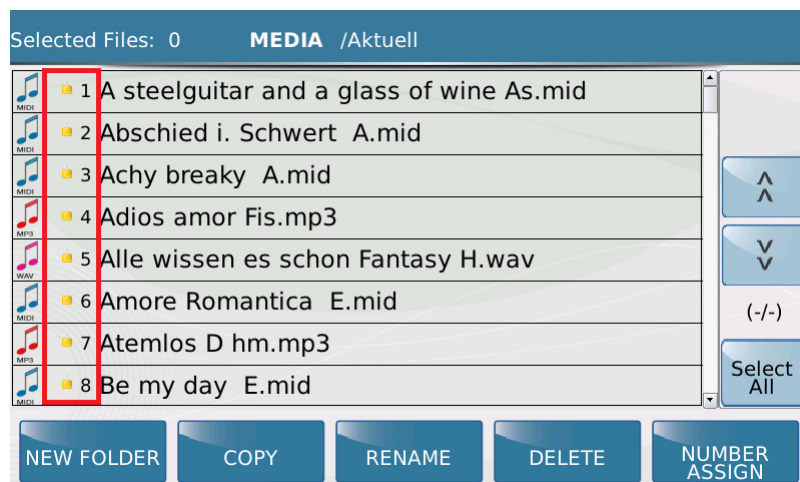 Selected Files: 0 MEDIA /Aktuell
MIDI 1 A steelguitar and a glass of wine As.mid
MIDI 2 Abschied i. Schwert A.mid
MIDI 3 Achy breaky A.mid
MP3 4 Adios amor Fis.mp3
WAV 5 Alle wissen es schon Fantasy H.wav
MIDI 6 Amore Romantica E.mid
MP3 7 Atemlos D hm.mp3
MIDI 8 Be my day E.mid
(-/-)
Select
All
NEW FOLDER COPY RENAME DELETE NUMBER
ASSIGN